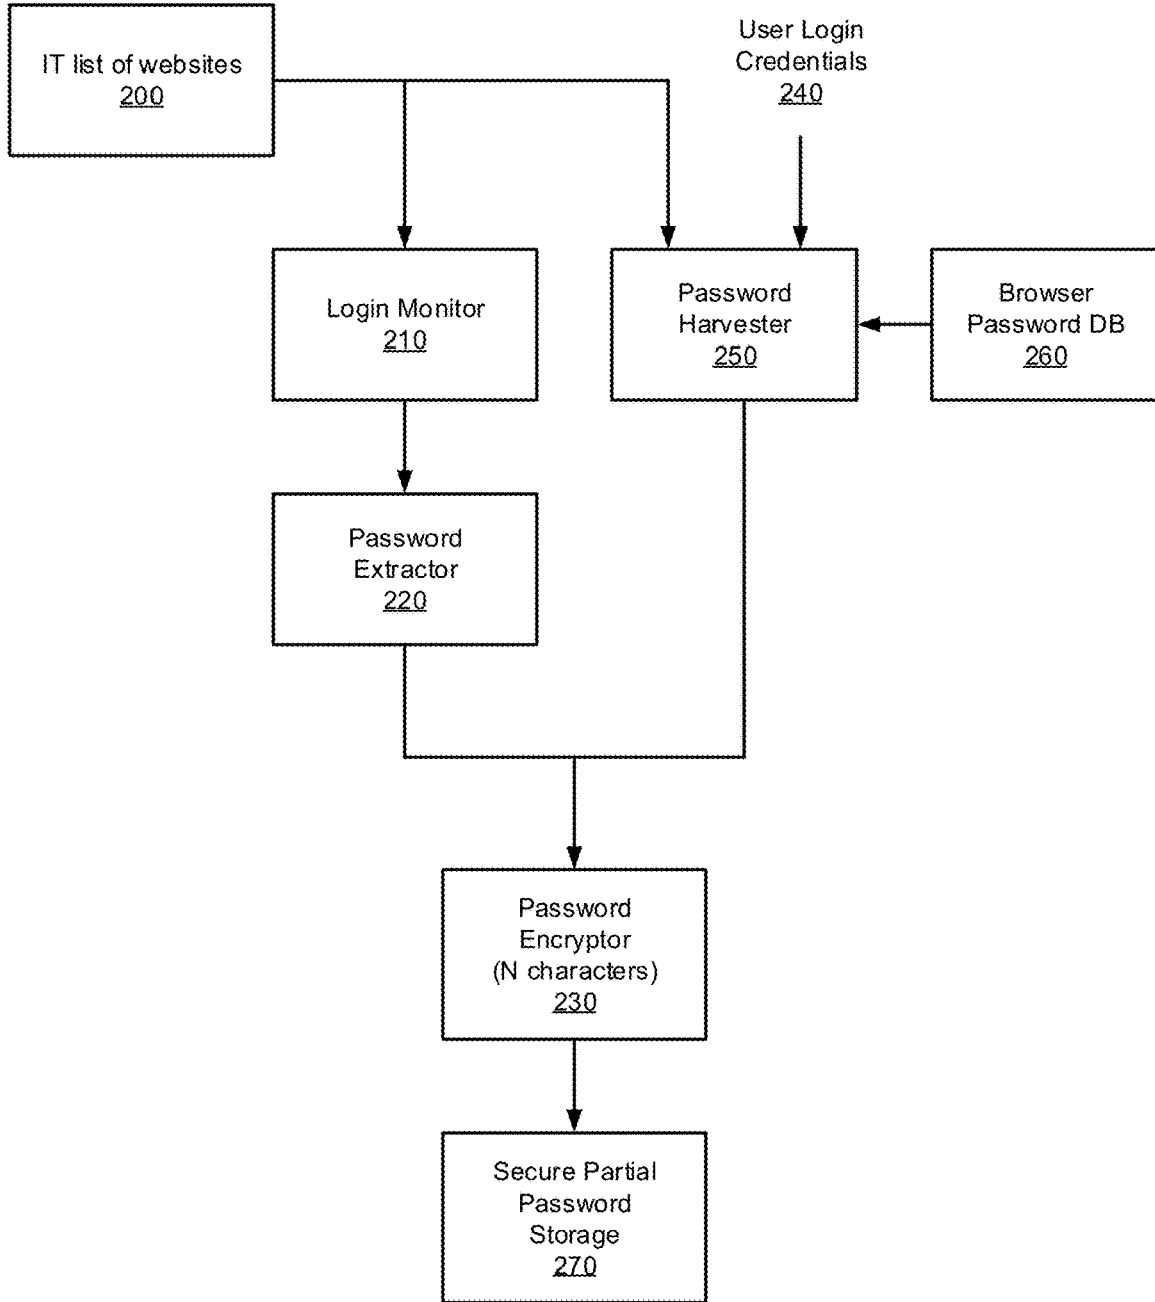 IT list of websites
200
User Login
Credentials
240
Login Monitor
210
Password
Harvester
250
Browser
Password DB
260
Password
Extractor
220
Password
Encryptor
(N characters)
230
Secure Partial
Password
Storage
270